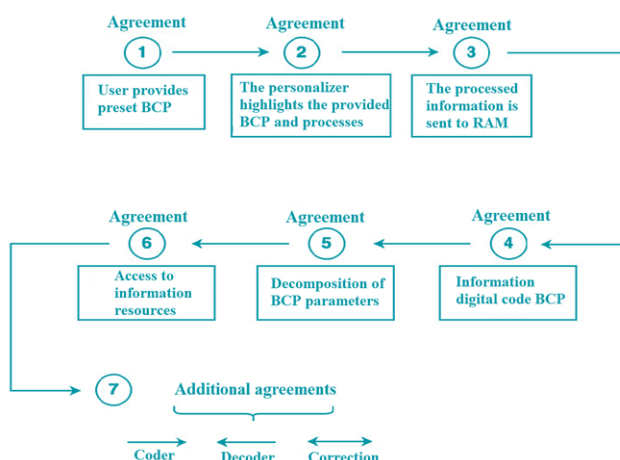 Agreement
1
User provides
preset BCP
Agreement
2
The personalizer
highlights the provided
BCP and processes
Agreement
3
The processed
information is
sent to RAM
Agreement
4
Information
digital code BCP
Agreement
5
Decomposition of
BCP parameters
Agreement
6
Access to
information
resources
7
Additional agreements
Coder
Decoder
Correction